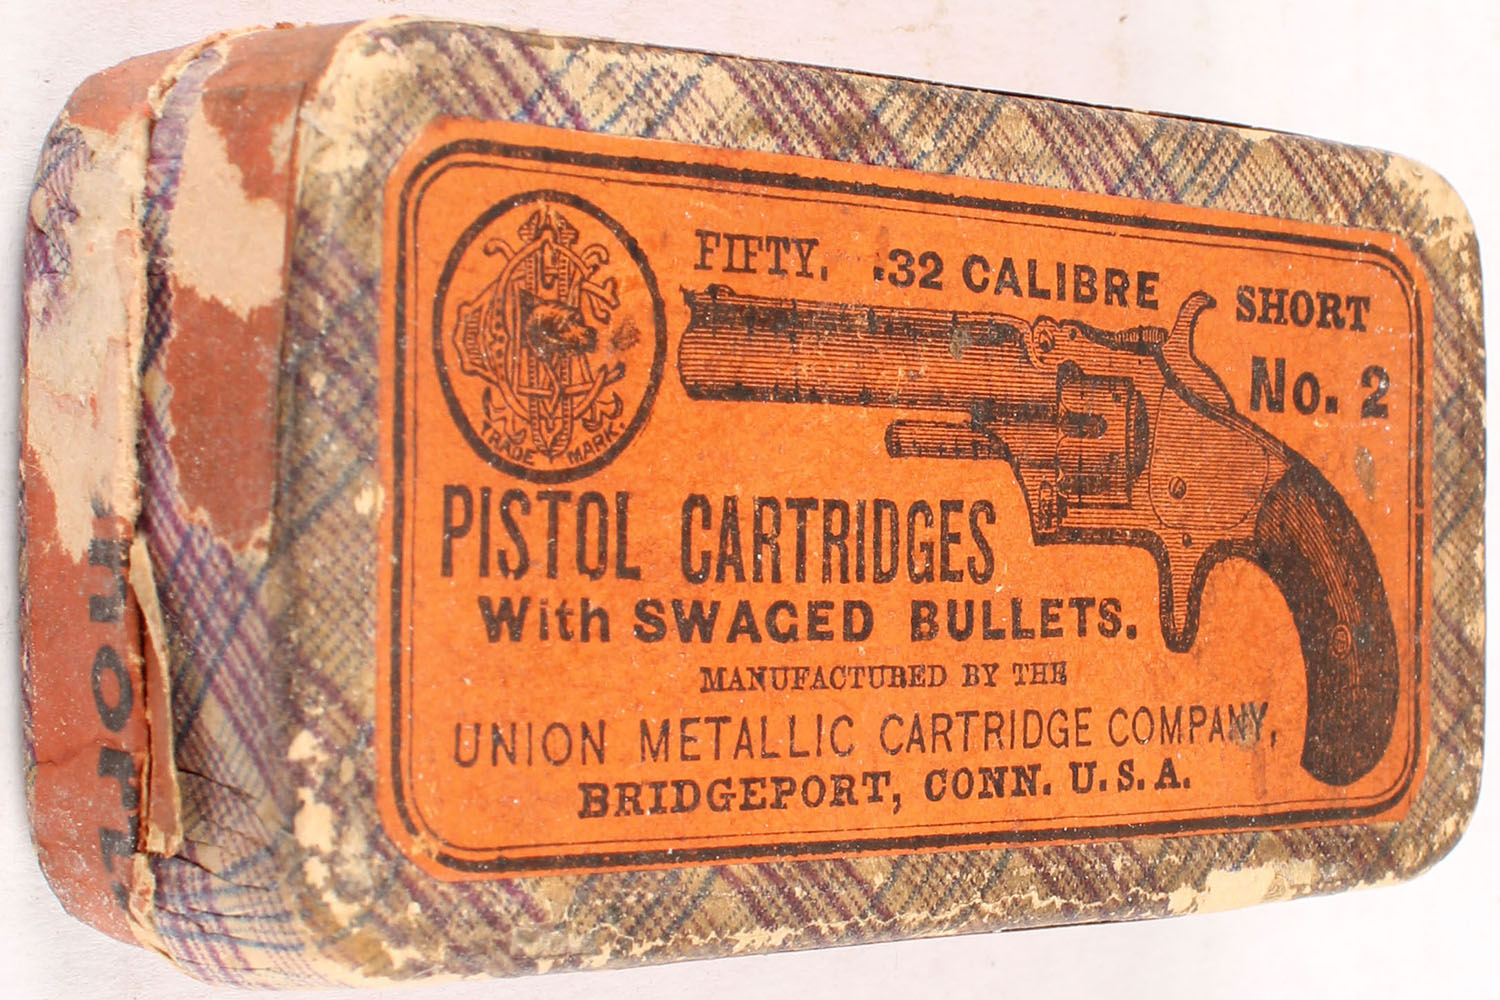 FIFTY. .32 CALIBRE SHORT
No. 2
TRADE MARK.
PISTOL CARTRIDGES
With SWAGED BULLETS.
MANUFACTURED BY THE
UNION METALLIC CARTRIDGE COMPANY,
BRIDGEPORT, CONN. U.S.A.
hort